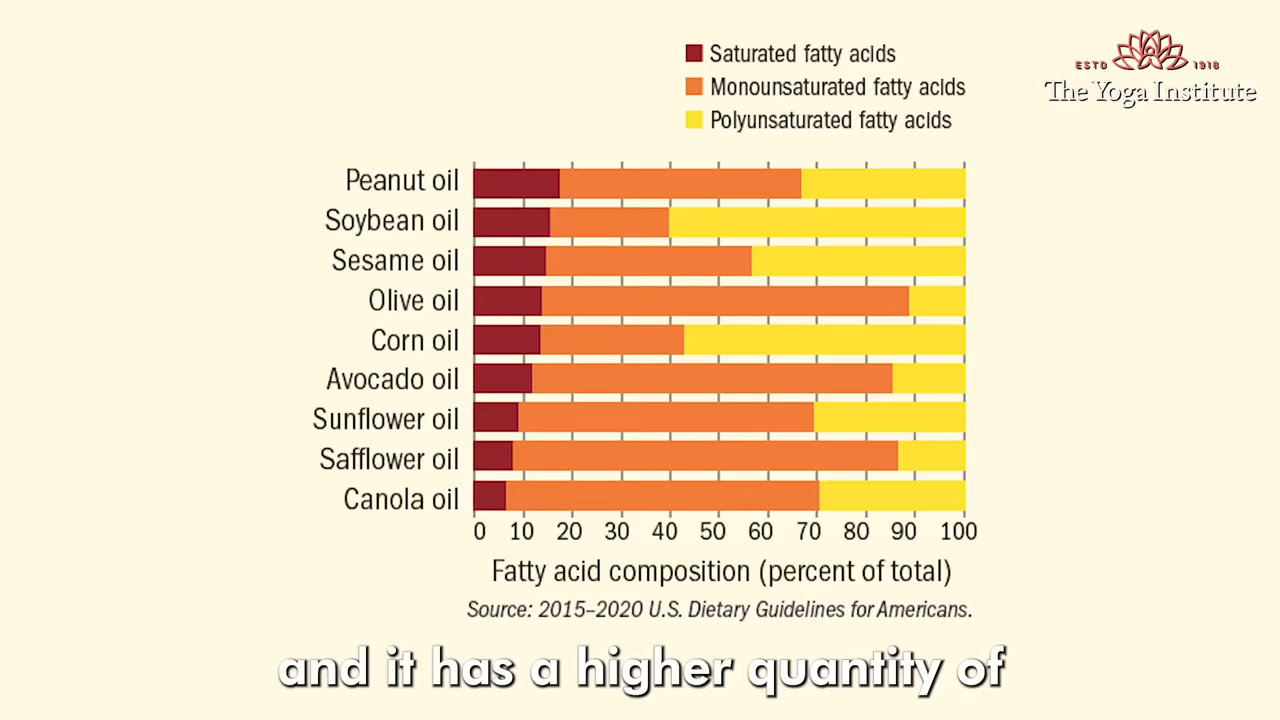 Saturated fatty acids
Monounsaturated fatty acids
Polyunsaturated fatty acids
ESTD 1918
The Yoga Institute
Peanut oil
Soybean oil
Sesame oil
Olive oil
Corn oil
Avocado oil
Sunflower oil
Safflower oil
Canola oil
0 10 20 30 40 50 60 70 80 90 100
Fatty acid composition (percent of total)
Source: 2015–2020 U.S. Dietary Guidelines for Americans.
and it has a higher quantity of